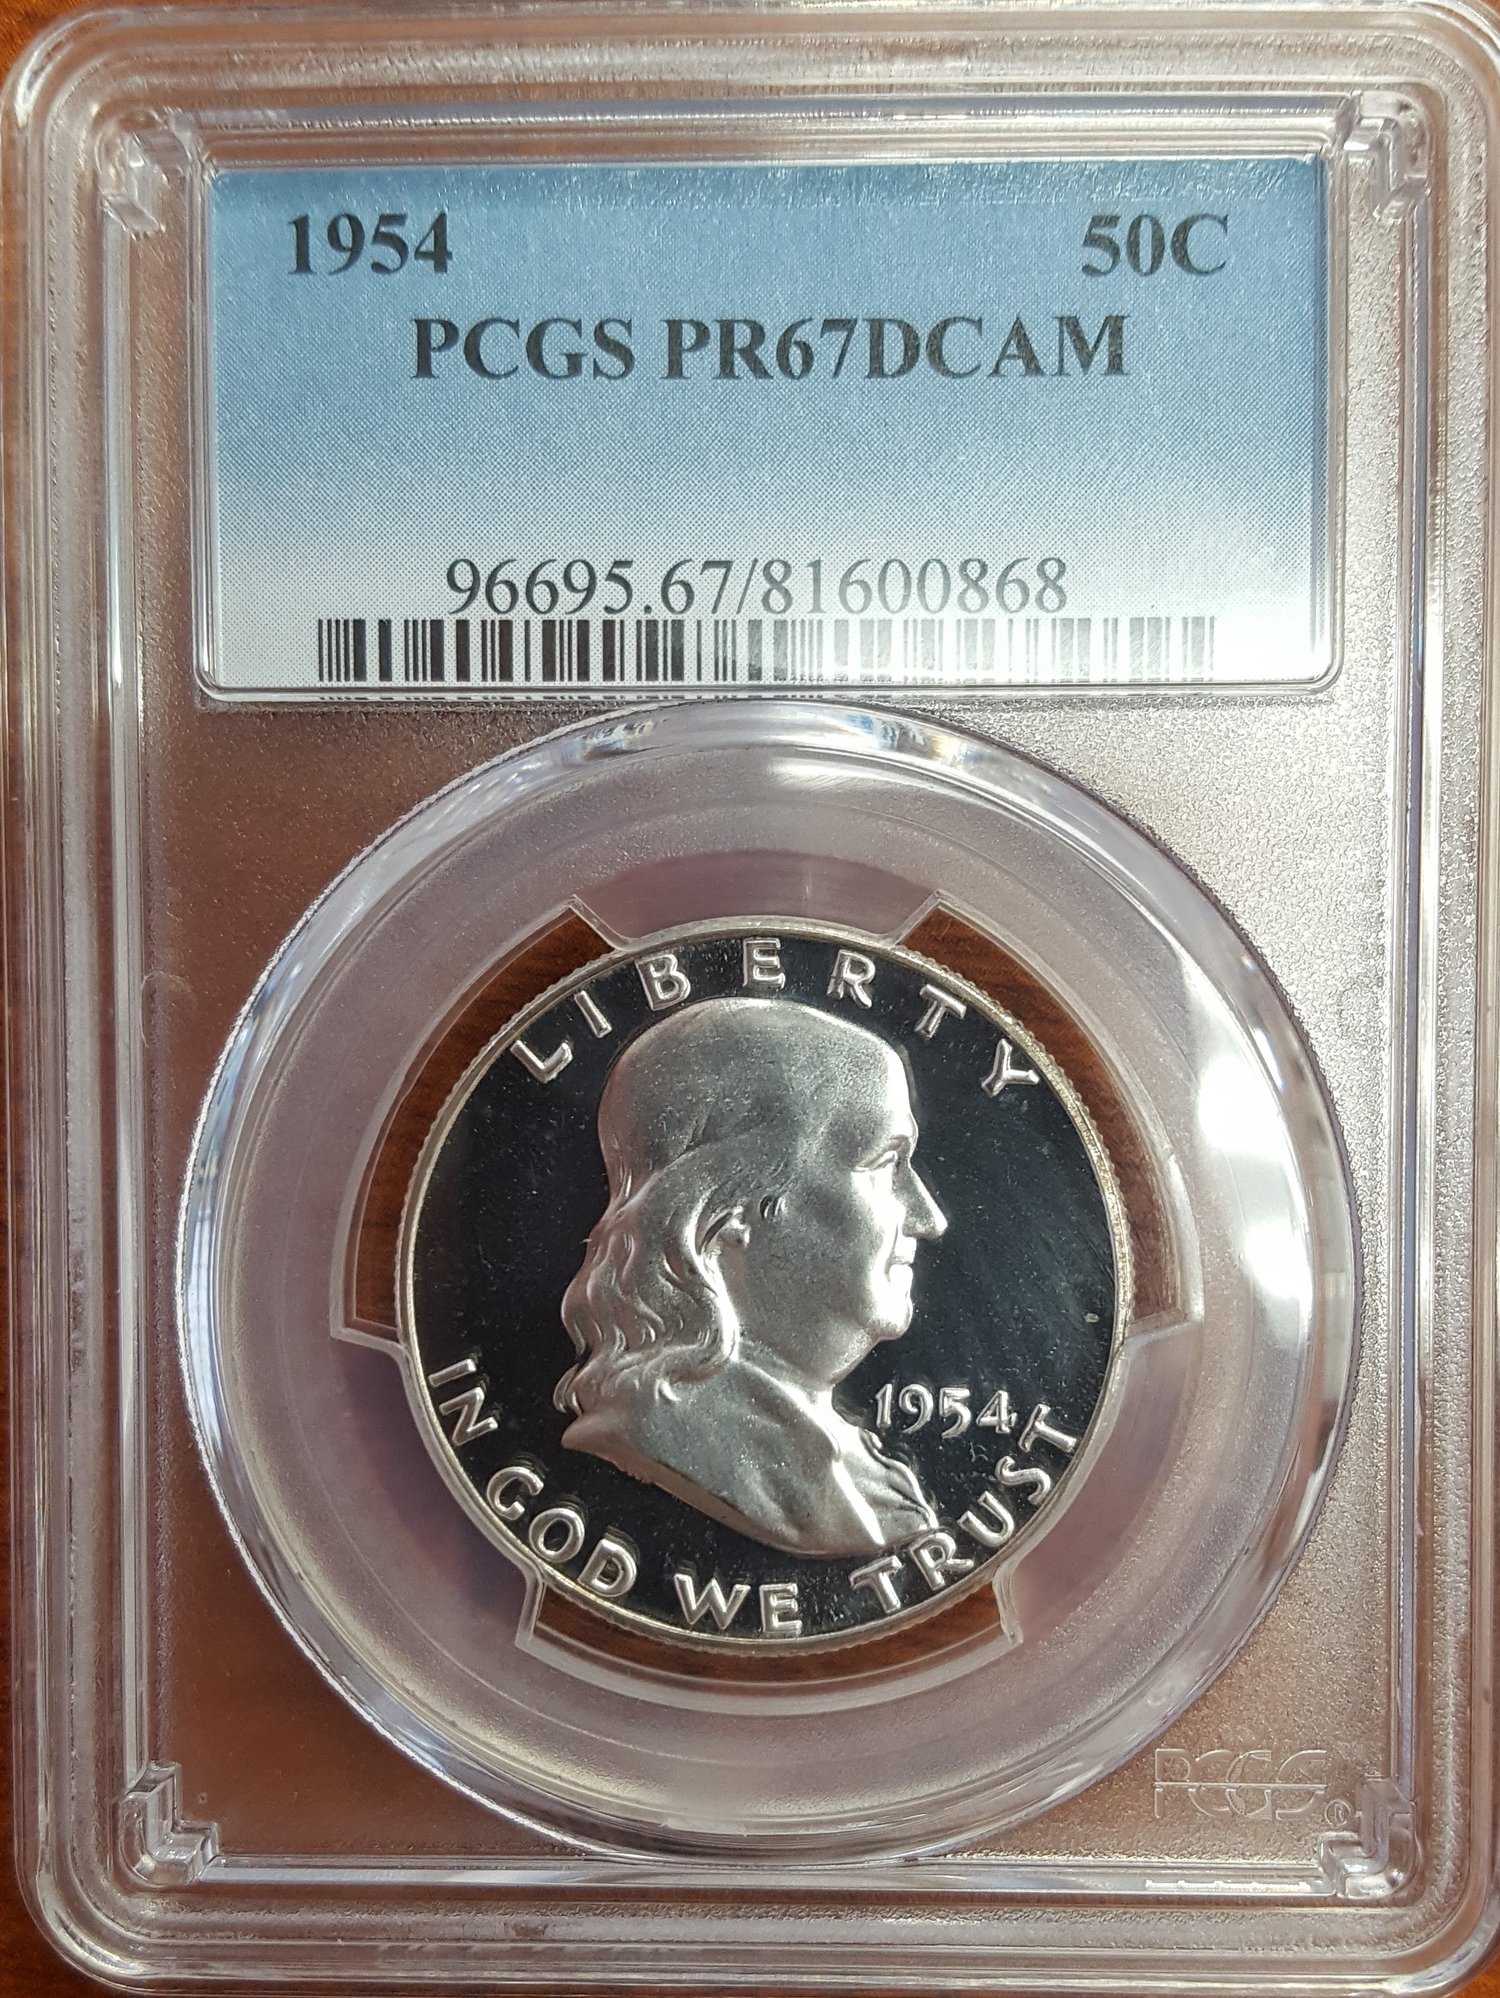 1954 50C
PCGS PR67DCAM
96695.67/81600868
LIBERTY
1954
IN GOD WE TRUST
PCGS®